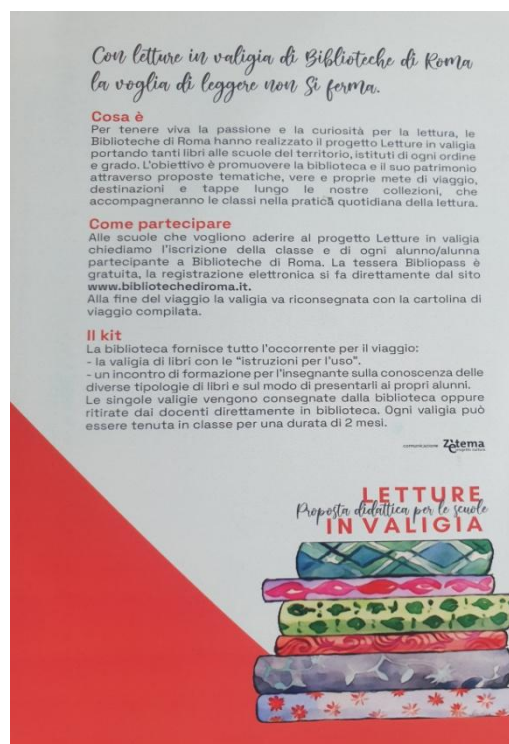 Con letture in valigia di Biblioteche di Roma
la voglia di leggere non si ferma.
Cosa è
Per tenere viva la passione e la curiosità per la lettura, le
Biblioteche di Roma hanno realizzato il progetto Letture in valigia
portando tanti libri alle scuole del territorio, istituti di ogni ordine
e grado. L'obiettivo è promuovere la biblioteca e il suo patrimonio
attraverso proposte tematiche, vere e proprie mete di viaggio,
destinazioni e tappe lungo le nostre collezioni, che
accompagneranno le classi nella pratica quotidiana della lettura.
Come partecipare
Alle scuole che vogliono aderire al progetto Letture in valigia
chiediamo l'iscrizione della classe e di ogni alunno/alunna
partecipante a Biblioteche di Roma. La tessera Bibliopass è
gratuita, la registrazione elettronica si fa direttamente dal sito
www.bibliotechediroma.it.
Alla fine del viaggio la valigia va riconsegnata con la cartolina di
viaggio compilata.
Il kit
La biblioteca fornisce tutto l'occorrente per il viaggio:
- la valigia di libri con le "istruzioni per l'uso".
- un incontro di formazione per l'insegnante sulla conoscenza delle
diverse tipologie di libri e sul modo di presentarli ai propri alunni.
Le singole valigie vengono consegnate dalla biblioteca oppure
ritirate dai docenti direttamente in biblioteca. Ogni valigia può
essere tenuta in classe per una durata di 2 mesi.
comunicazione Zètema
progetto cultura
LETTURE
Proposta didattica per le scuole
IN VALIGIA